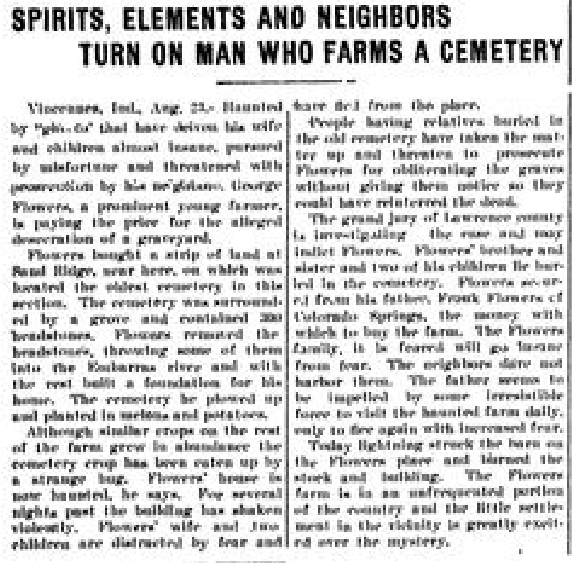 SPIRITS, ELEMENTS AND NEIGHBORS
TURN ON MAN WHO FARMS A CEMETERY
Vincennes, Ind., Aug. 23.- Haunted
by "ghosts" that have driven his wife
and children almost insane, pursued
by misfortune and threatened with
prosecution by his neighbors, George
Flowers, a prominent young farmer,
is paying the price for the alleged
desecration of a graveyard.
Flowers bought a strip of land at
Sand Ridge, near here, on which was
located the oldest cemetery in this
section. The cemetery was surround-
ed by a grove and contained 300
headstones. Flowers removed the
headstones, throwing some of them
into the Embarras river and with
the rest built a foundation for his
home. The cemetery he plowed up
and planted in melons and potatoes.
Although similar crops on the rest
of the farm grew in abundance the
cemetery crop has been eaten up by
a strange bug. Flowers' house is
now haunted, he says. For several
nights past the building has shaken
violently. Flowers' wife and two
children are distracted by fear and
have fled from the place.
People having relatives buried in
the old cemetery have taken the mat-
ter up and threaten to prosecute
Flowers for obliterating the graves
without giving them notice so they
could have reinterred the dead.
The grand jury of Lawrence county
is investigating the case and may
indict Flowers. Flowers' brother and
sister and two of his children lie bur-
ied in the cemetery. Flowers secur-
ed from his father, Frank Flowers of
Colorado Springs, the money with
which to buy the farm. The Flowers
family, it is feared will go insane
from fear. The neighbors dare not
harbor them. The father seems to
be impelled by some irresistible
force to visit the haunted farm daily,
only to flee again with increased fear.
Today lightning struck the barn on
the Flowers place and burned the
stock and building. The Flowers
farm is in an unfrequented portion
of the country and the little settle-
ment in the vicinity is greatly excit-
ed over the mystery.